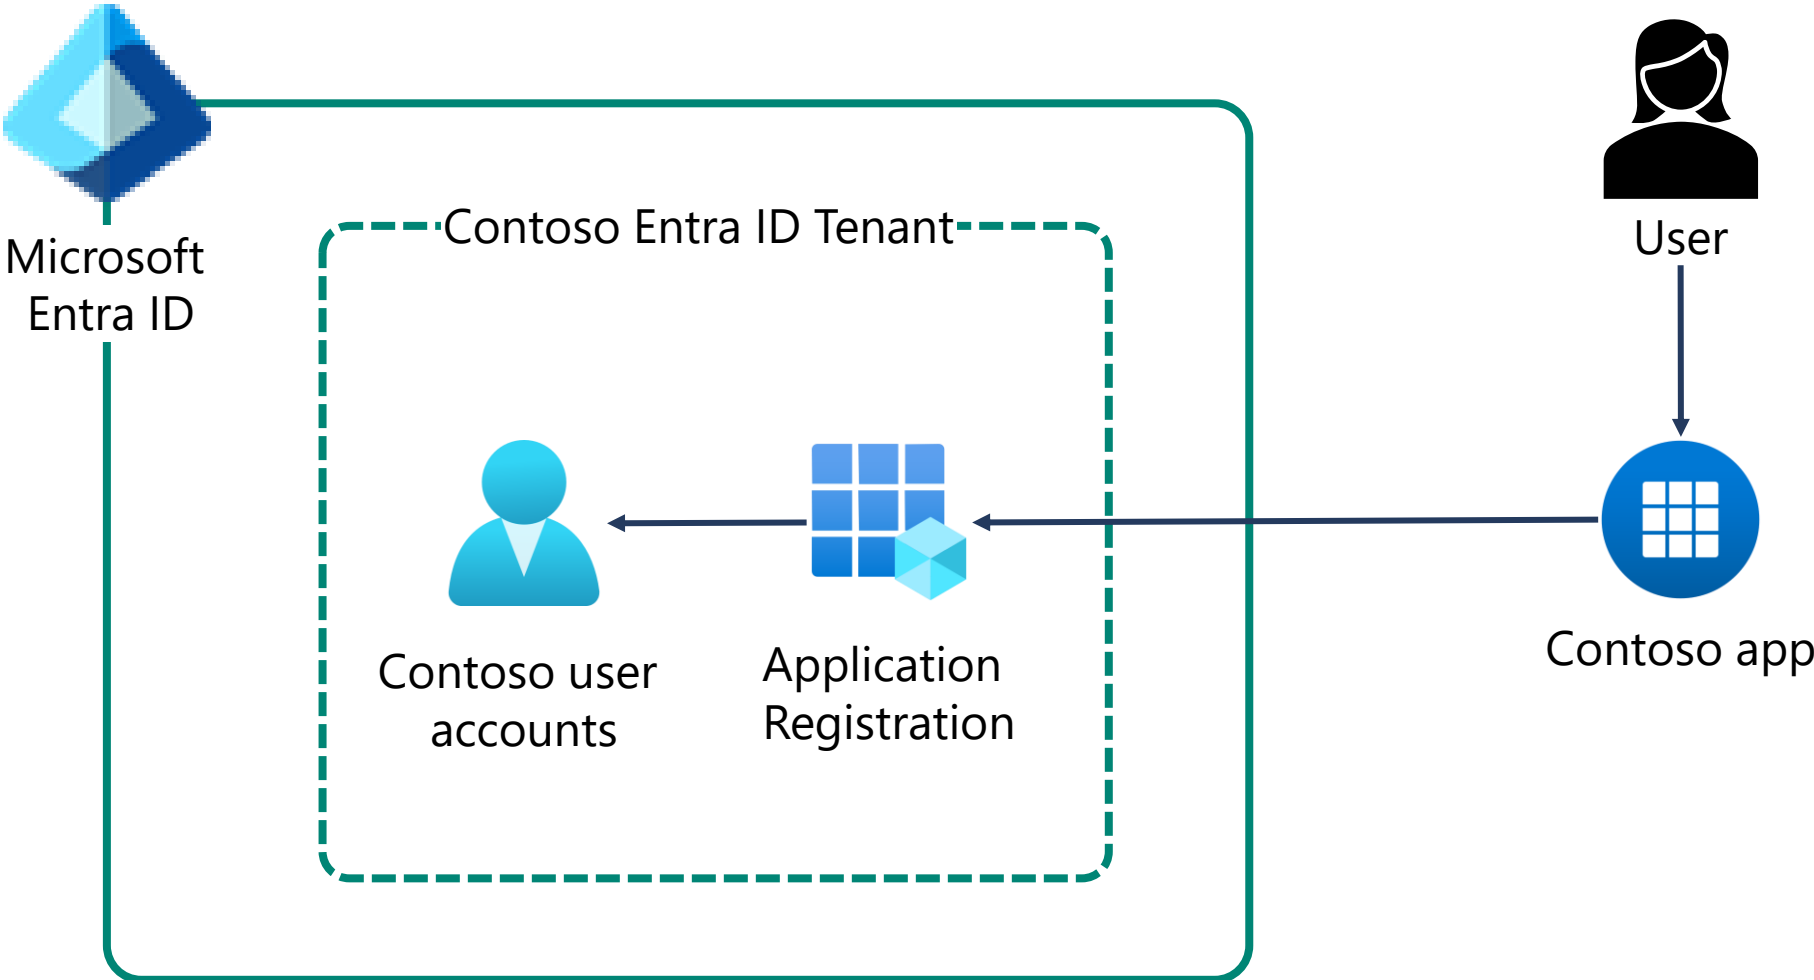 Microsoft
Entra ID
Contoso Entra ID Tenant
User
Contoso user
accounts
Application
Registration
Contoso app